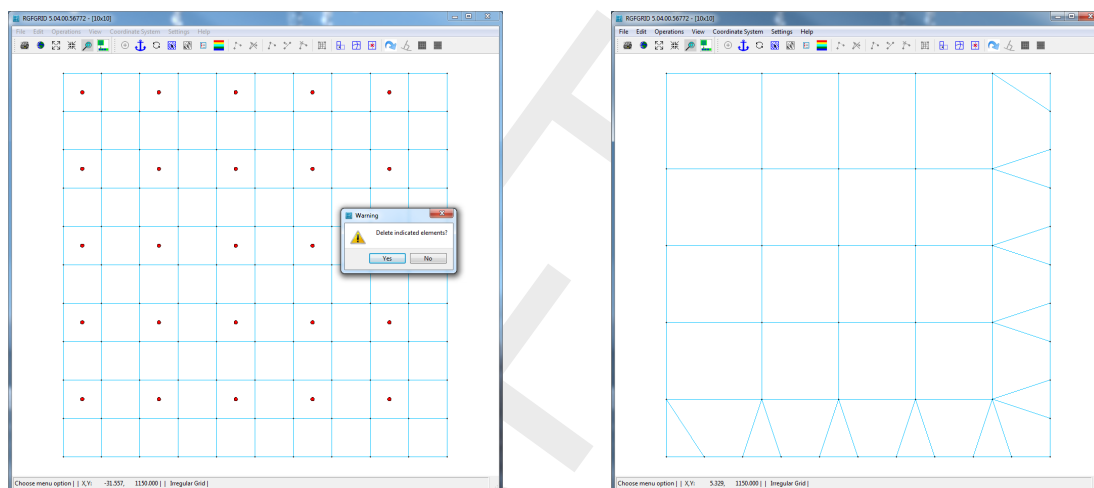 RGFGRID 5.04.00.56772 - [10x10]
File Edit Operations View Coordinate System Settings Help
Warning
Delete indicated elements?
Yes No
Choose menu option | | X,Y: -31.557, 1150.000 | | Irregular Grid |
RGFGRID 5.04.00.56772 - [10x10]
File Edit Operations View Coordinate System Settings Help
Choose menu option | | X,Y: 5.329, 1150.000 | | Irregular Grid |